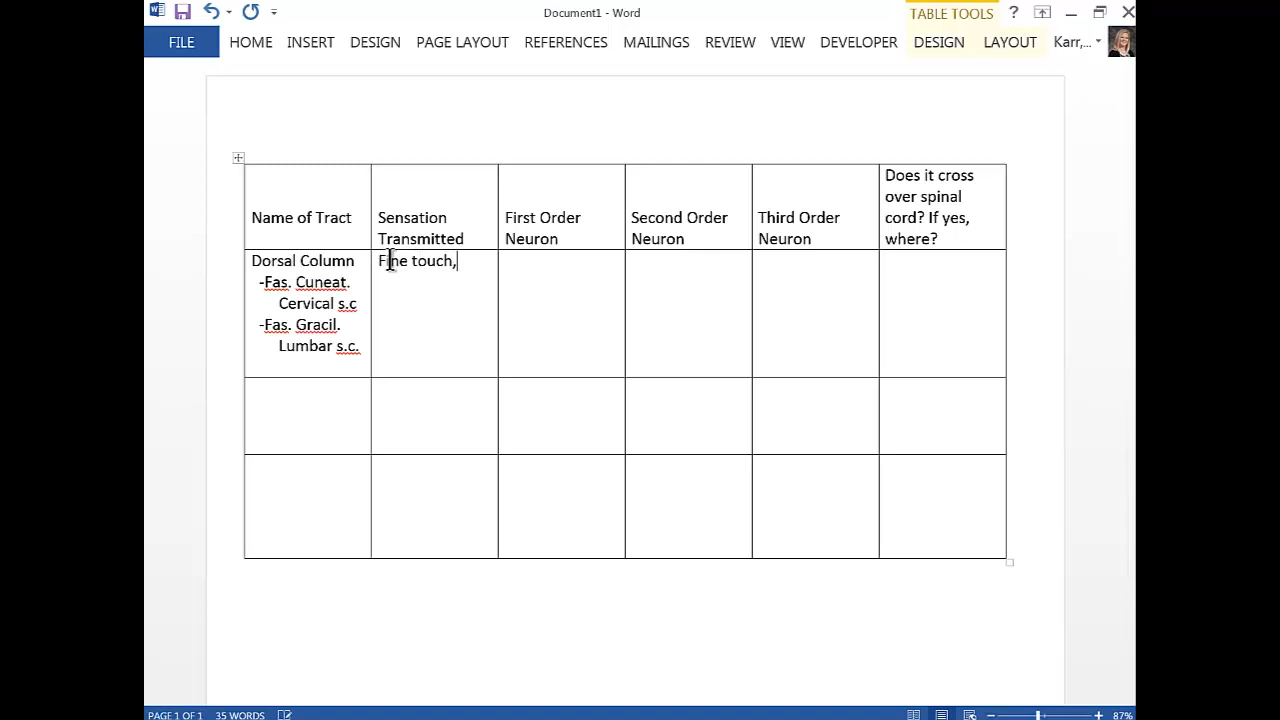 Document1 - Word
TABLE TOOLS
?
FILE
HOME
INSERT
DESIGN
PAGE LAYOUT
REFERENCES
MAILINGS
REVIEW
VIEW
DEVELOPER
DESIGN
LAYOUT
Karr,...
Name of Tract
Sensation
Transmitted
First Order
Neuron
Second Order
Neuron
Third Order
Neuron
Does it cross
over spinal
cord? If yes,
where?
Dorsal Column
-Fas. Cuneat.
Cervical s.c
-Fas. Gracil.
Lumbar s.c.
Fine touch,
PAGE 1 OF 1
35 WORDS
87%